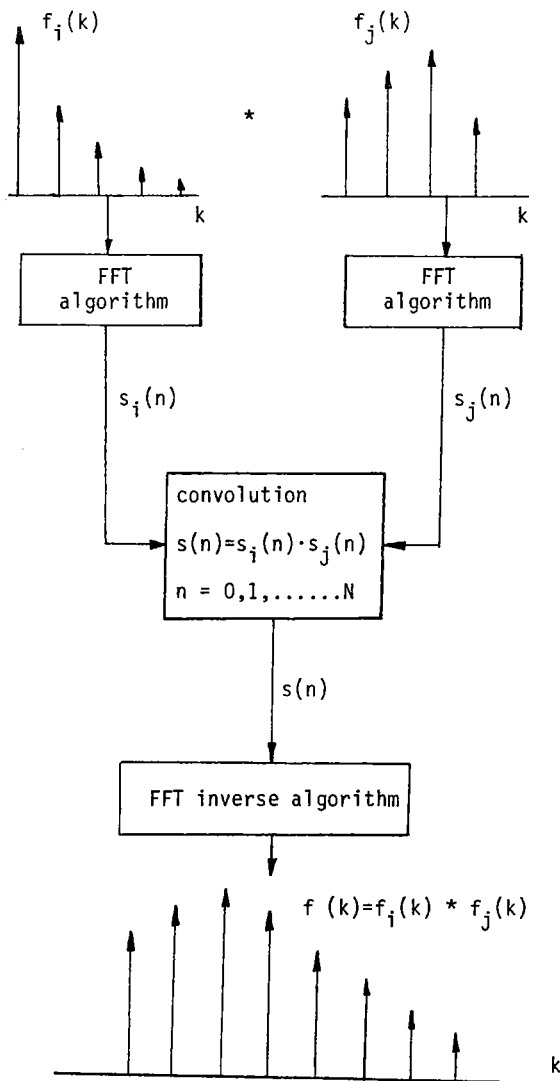 f_i(k)
f_j(k)
*
k
k
FFT
algorithm
FFT
algorithm
s_i(n)
s_j(n)
convolution
s(n)=s_i(n)·s_j(n)
n = 0,1,......N
s(n)
FFT inverse algorithm
f (k)=f_i(k) * f_j(k)
k